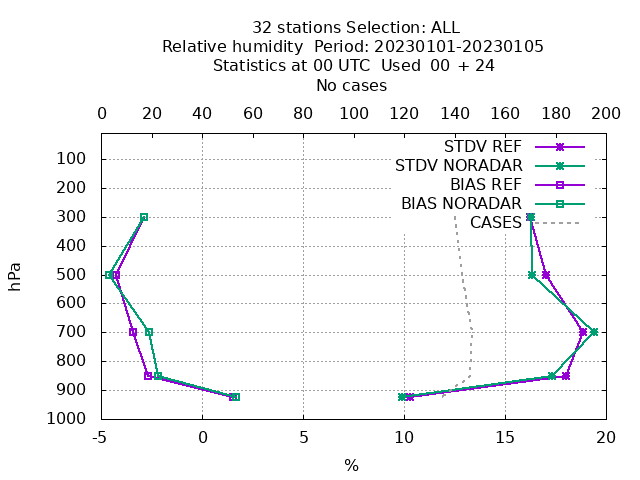 32 stations Selection: ALL
Relative humidity  Period: 20230101-20230105
Statistics at 00 UTC  Used  00 + 24
No cases
0 20 40 60 80 100 120 140 160 180 200
STDV REF
STDV NORADAR
BIAS REF
BIAS NORADAR
CASES
hPa
100
200
300
400
500
600
700
800
900
1000
-5 0 5 10 15 20
%